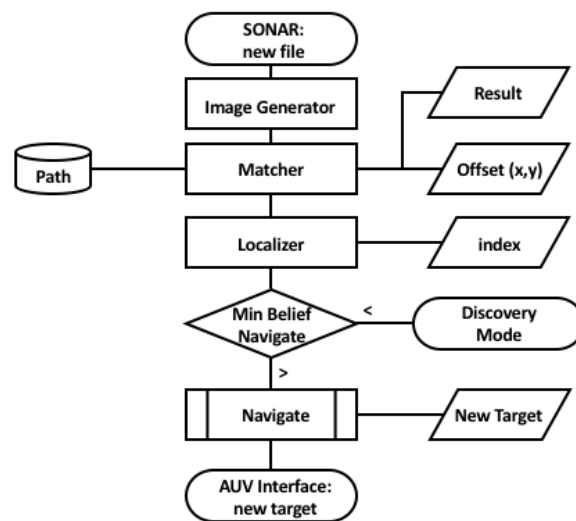 SONAR:
new file
Image Generator
Result
Path
Matcher
Offset (x,y)
Localizer
index
Min Belief
Navigate
<
Discovery
Mode
>
Navigate
New Target
AUV Interface:
new target